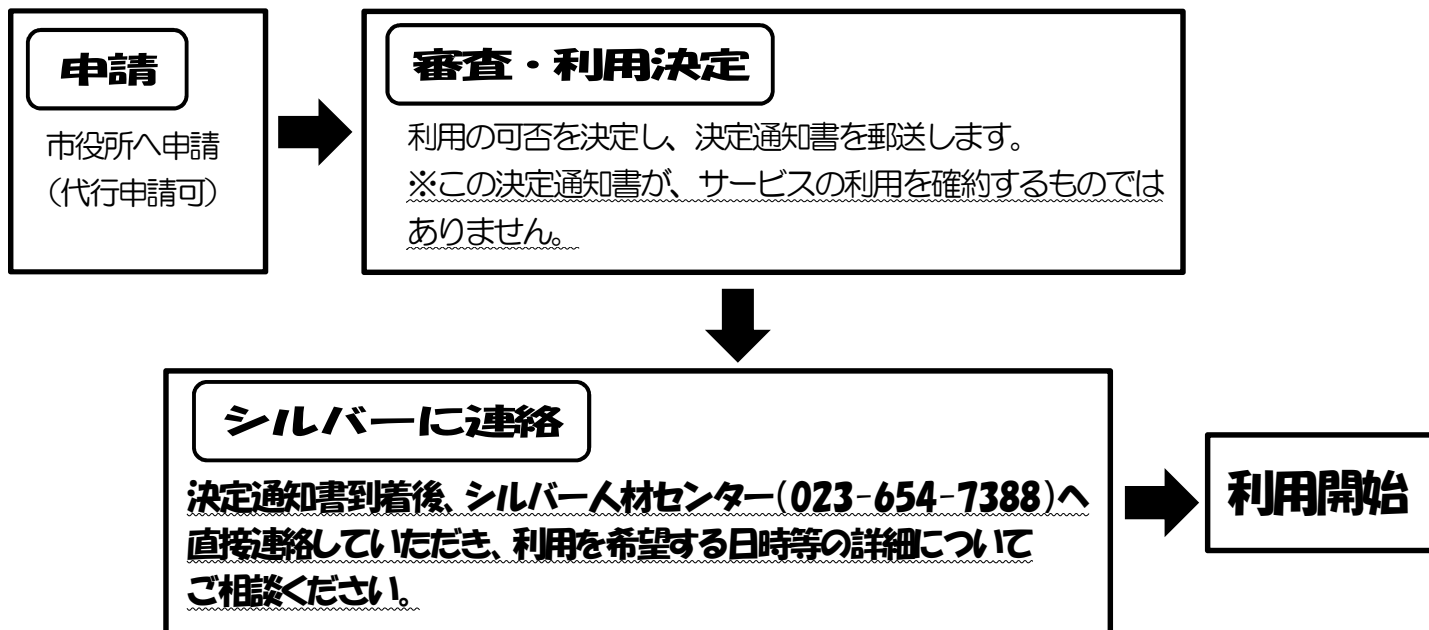 申請
市役所へ申請
（代行申請可）
審査・利用決定
利用の可否を決定し、決定通知書を郵送します。
※この決定通知書が、サービスの利用を確約するものでは
ありません。
シルバーに連絡
決定通知書到着後、シルバー人材センター（023-654-7388）へ
直接連絡していただき、利用を希望する日時等の詳細について
ご相談ください。
利用開始